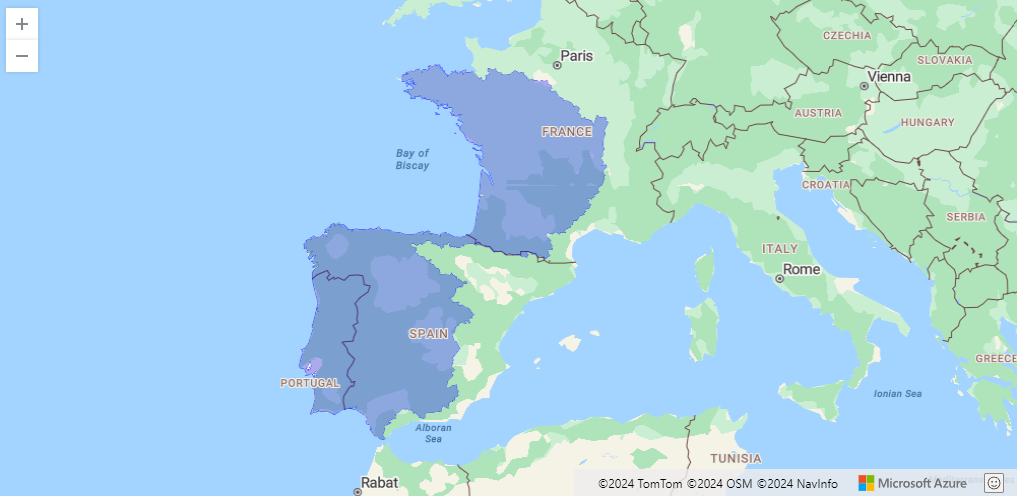 +
−
Paris
CZECHIA
SLOVAKIA
Vienna
AUSTRIA
HUNGARY
FRANCE
Bay of
Biscay
CROATIA
SERBIA
ITALY
Rome
SPAIN
PORTUGAL
GREECE
Ionian Sea
Alboran
Sea
TUNISIA
Rabat
©2024 TomTom ©2024 OSM ©2024 NavInfo
Microsoft Azure